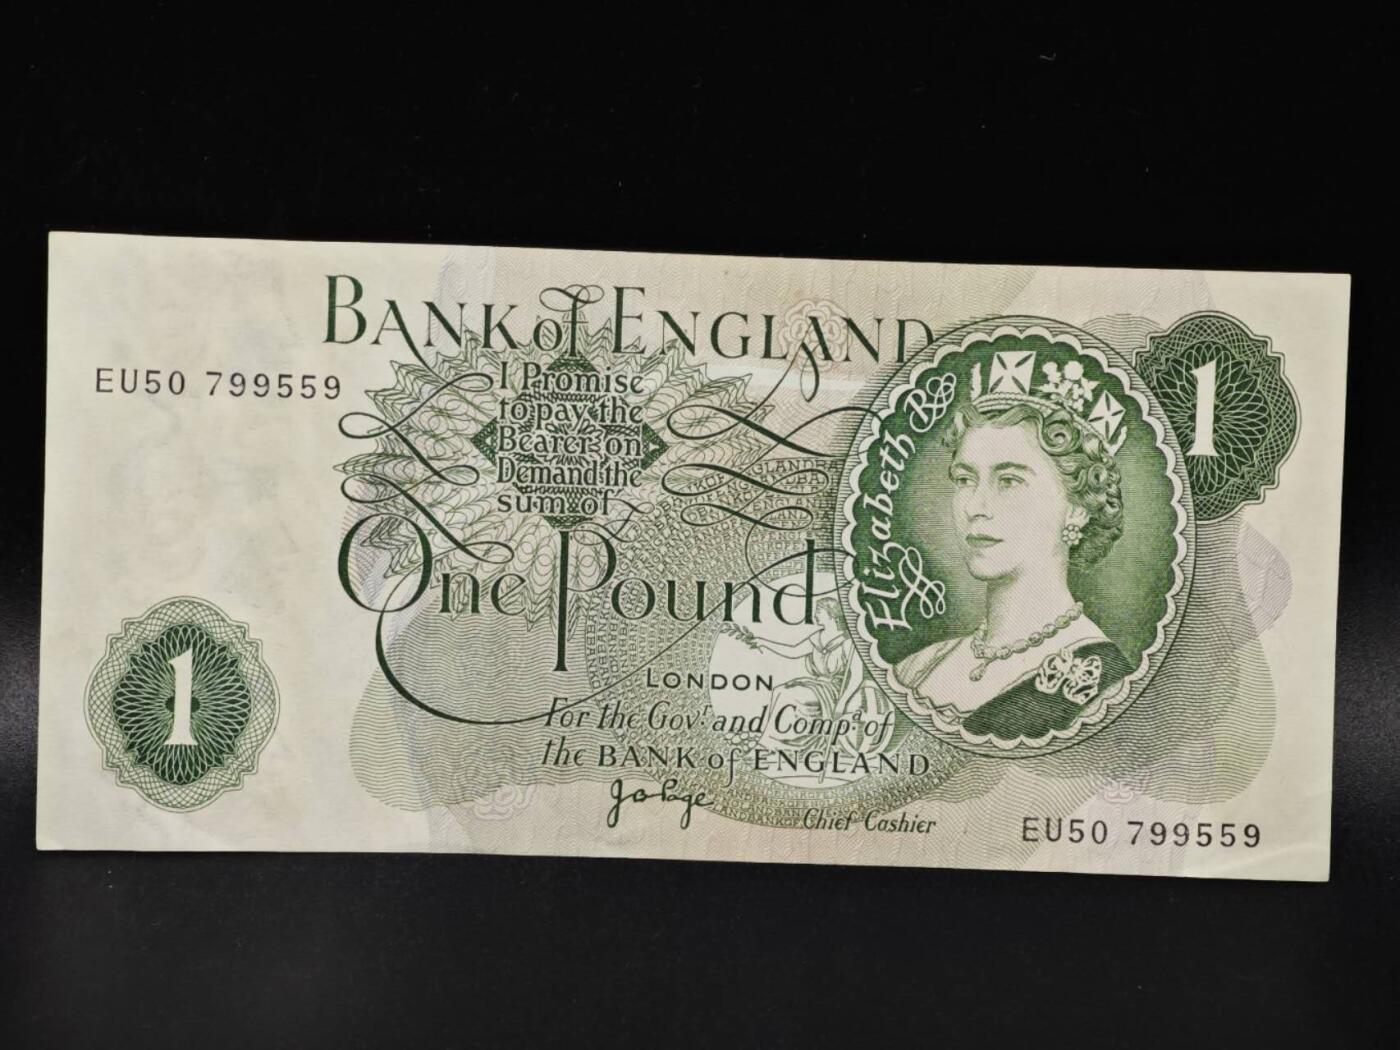 BANK of ENGLAND
1
EU50 799559
I Promise
to pay the
Bearer on
Demand the
sum of
One Pound
Elizabeth R
1
LONDON
For the Govr. and Compa. of
the BANK of ENGLAND
J B Page
Chief Cashier
EU50 799559